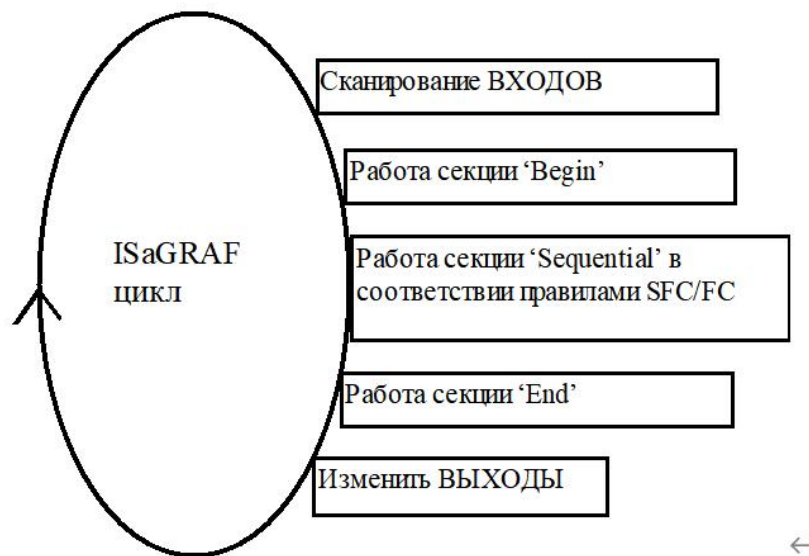 Сканирование ВХОДОВ
Работа секции ‘Begin’
ISaGRAF
цикл
Работа секции ‘Sequential’ в
соответствии правилами SFC/FC
Работа секции ‘End’
Изменить ВЫХОДЫ